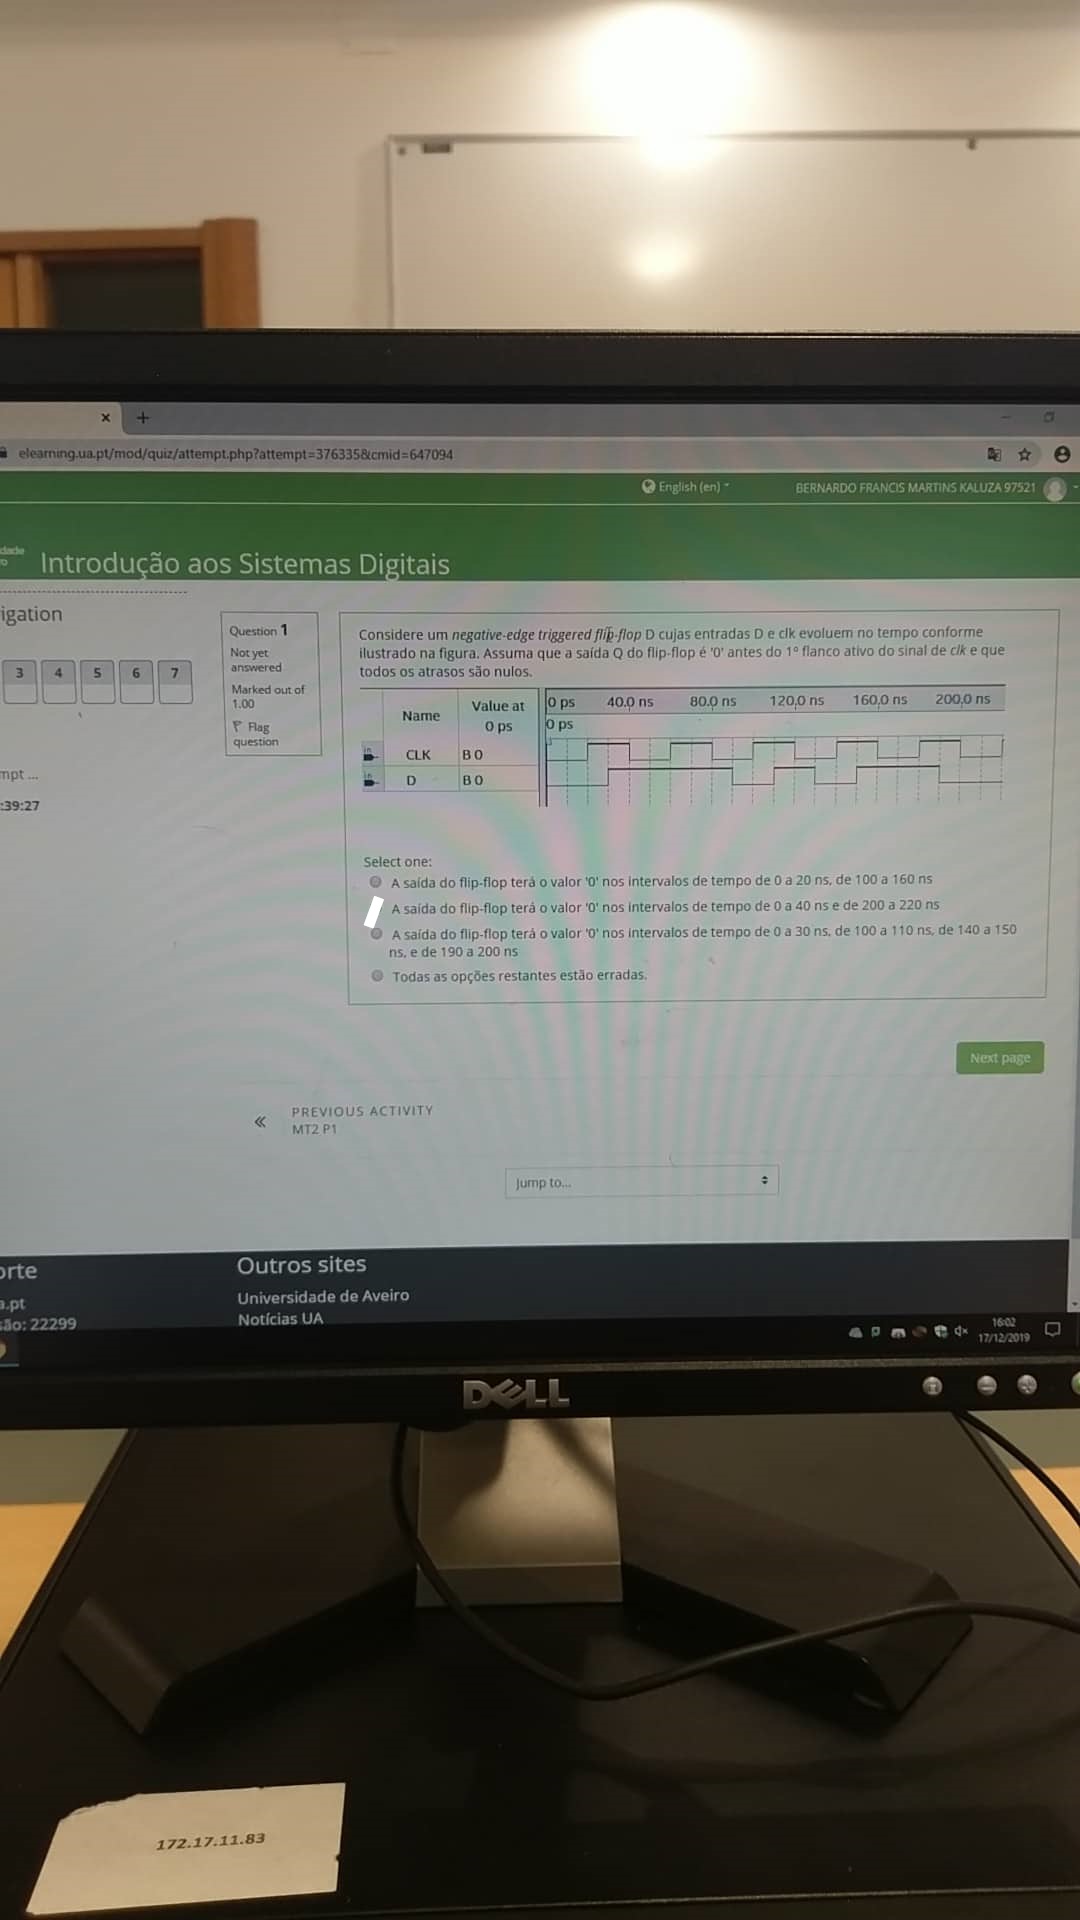 elearning.ua.pt/mod/quiz/attempt.php?attempt=376335&cmid=647094
English (en)
BERNARDO FRANCIS MARTINS KALUZA 97521
dade
Introdução aos Sistemas Digitais
igation
3 4 5 6 7
mpt ...
:39:27
Question 1
Not yet
answered
Marked out of
1.00
Flag
question
Considere um negative-edge triggered flip-flop D cujas entradas D e clk evoluem no tempo conforme
ilustrado na figura. Assuma que a saída Q do flip-flop é '0' antes do 1º flanco ativo do sinal de clk e que
todos os atrasos são nulos.
Name
Value at
0 ps
0 ps 40.0 ns 80.0 ns 120.0 ns 160.0 ns 200.0 ns
0 ps
in CLK B 0
in D B 0
Select one:
A saída do flip-flop terá o valor '0' nos intervalos de tempo de 0 a 20 ns, de 100 a 160 ns
A saída do flip-flop terá o valor '0' nos intervalos de tempo de 0 a 40 ns e de 200 a 220 ns
A saída do flip-flop terá o valor '0' nos intervalos de tempo de 0 a 30 ns, de 100 a 110 ns, de 140 a 150
ns, e de 190 a 200 ns
Todas as opções restantes estão erradas.
Next page
PREVIOUS ACTIVITY
MT2 P1
Jump to...
orte
a.pt
são: 22299
Outros sites
Universidade de Aveiro
Notícias UA
16:02
17/12/2019
DELL
172.17.11.83